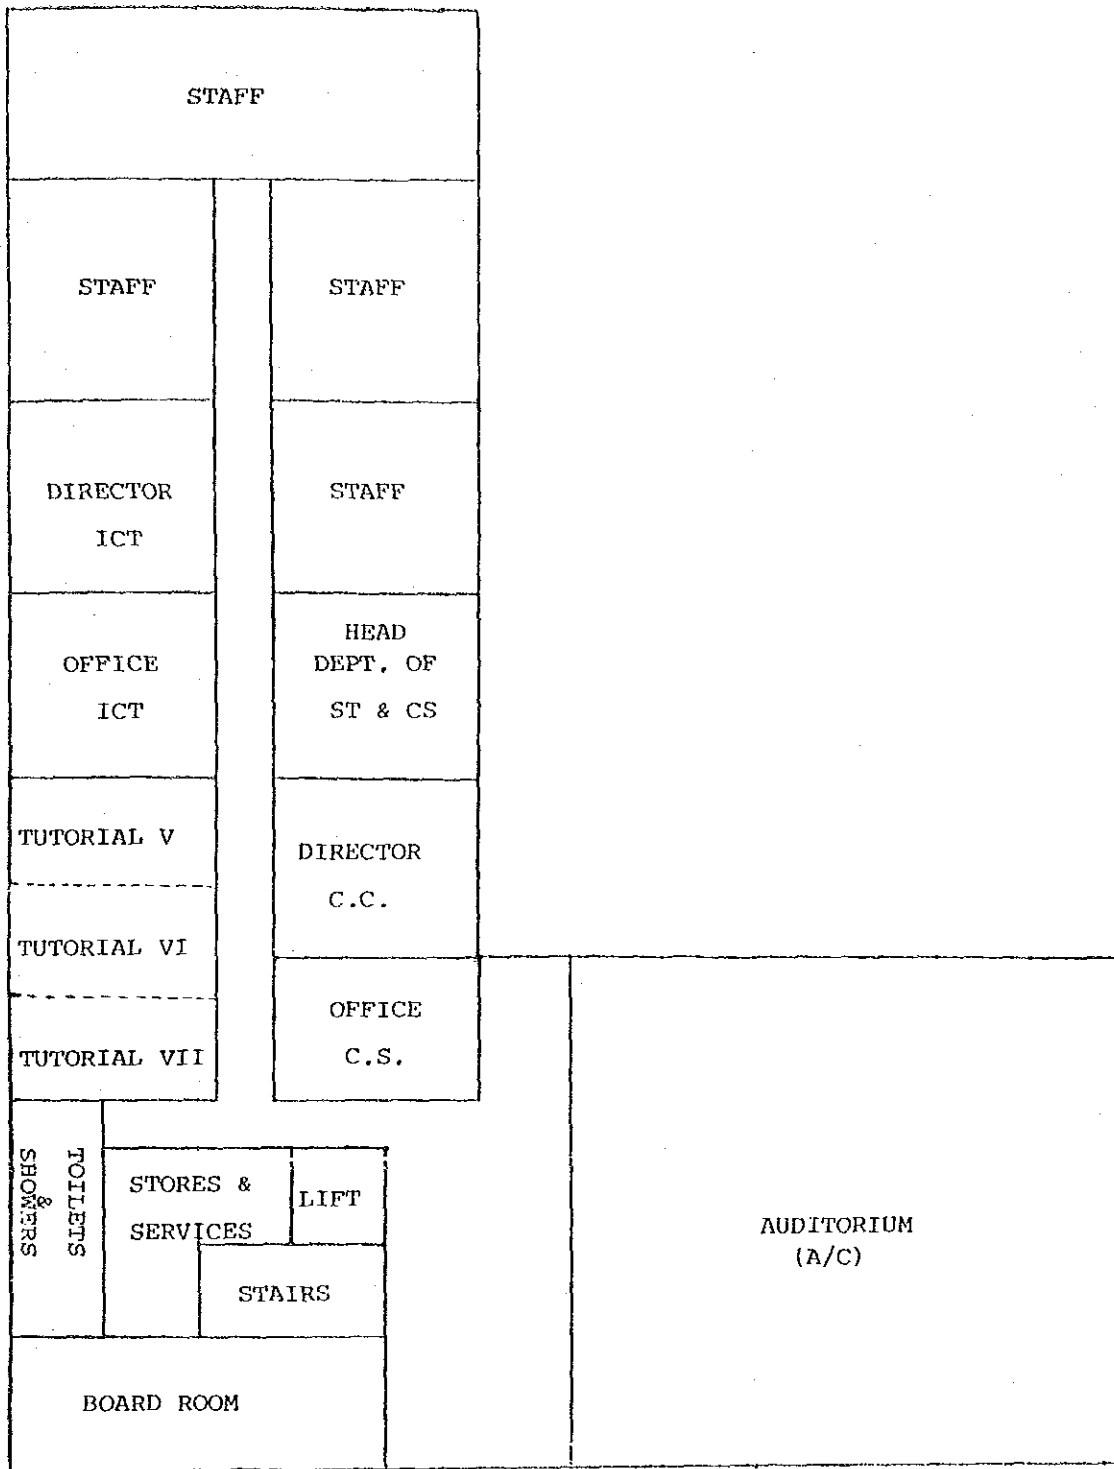 STAFF
STAFF
STAFF
DIRECTOR
ICT
STAFF
OFFICE
ICT
HEAD
DEPT. OF
ST & CS
TUTORIAL V
DIRECTOR
C.C.
TUTORIAL VI
TUTORIAL VII
OFFICE
C.S.
TOILETS
&
SHOWERS
STORES &
SERVICES
LIFT
STAIRS
AUDITORIUM
(A/C)
BOARD ROOM